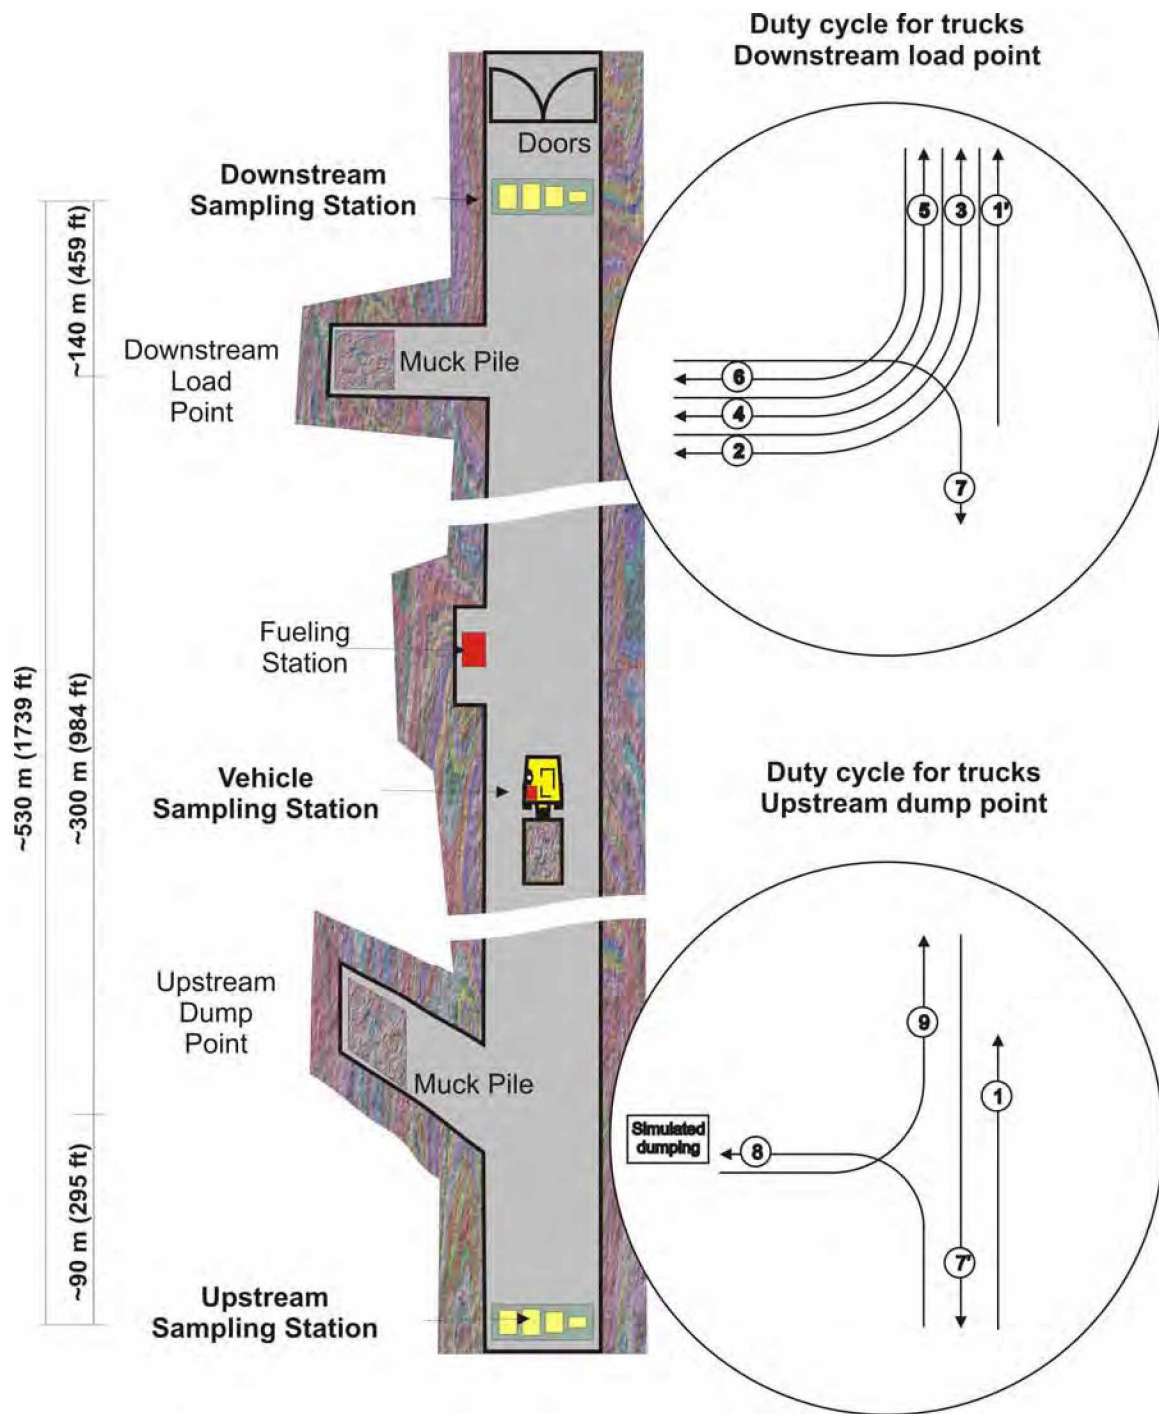 Duty cycle for trucks
Downstream load point
Doors
Downstream
Sampling Station
5
3
1'
~140 m (459 ft)
Downstream
Load
Point
Muck Pile
6
4
2
7
Fueling
Station
~530 m (1739 ft)
~300 m (984 ft)
Vehicle
Sampling Station
Duty cycle for trucks
Upstream dump point
Upstream
Dump
Point
Muck Pile
9
1
Simulated
dumping
8
7'
~90 m (295 ft)
Upstream
Sampling Station